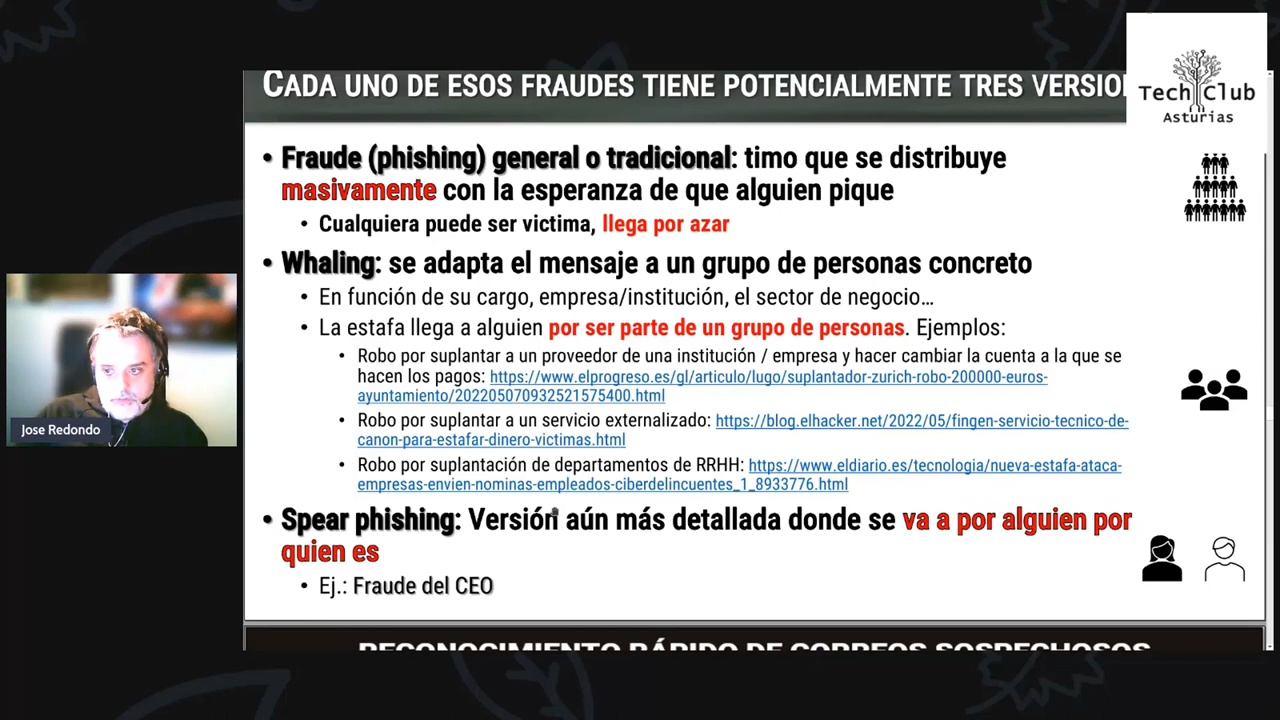 CADA UNO DE ESOS FRAUDES TIENE POTENCIALMENTE TRES
Tech Club
Asturias
• Fraude (phishing) general o tradicional: timo que se distribuye
masivamente con la esperanza de que alguien pique
• Cualquiera puede ser victima, llega por azar
• Whaling: se adapta el mensaje a un grupo de personas concreto
• En función de su cargo, empresa/institución, el sector de negocio…
• La estafa llega a alguien por ser parte de un grupo de personas. Ejemplos:
• Robo por suplantar a un proveedor de una institución / empresa y hacer cambiar la cuenta a la que se
hacen los pagos: https://www.elprogreso.es/gl/articulo/lugo/suplantador-zurich-robo-200000-euros-
ayuntamiento/202205070932521575400.html
• Robo por suplantar a un servicio externalizado: https://blog.elhacker.net/2022/05/fingen-servicio-tecnico-de-
canon-para-estafar-dinero-victimas.html
• Robo por suplantación de departamentos de RRHH: https://www.eldiario.es/tecnologia/nueva-estafa-ataca-
empresas-envien-nominas-empleados-ciberdelincuentes_1_8933776.html
• Spear phishing: Versión aún más detallada donde se va a por alguien por
quien es
• Ej.: Fraude del CEO
Jose Redondo
RECONOCIMIENTO RÁPIDO DE CORREOS SOSPECHOSOS